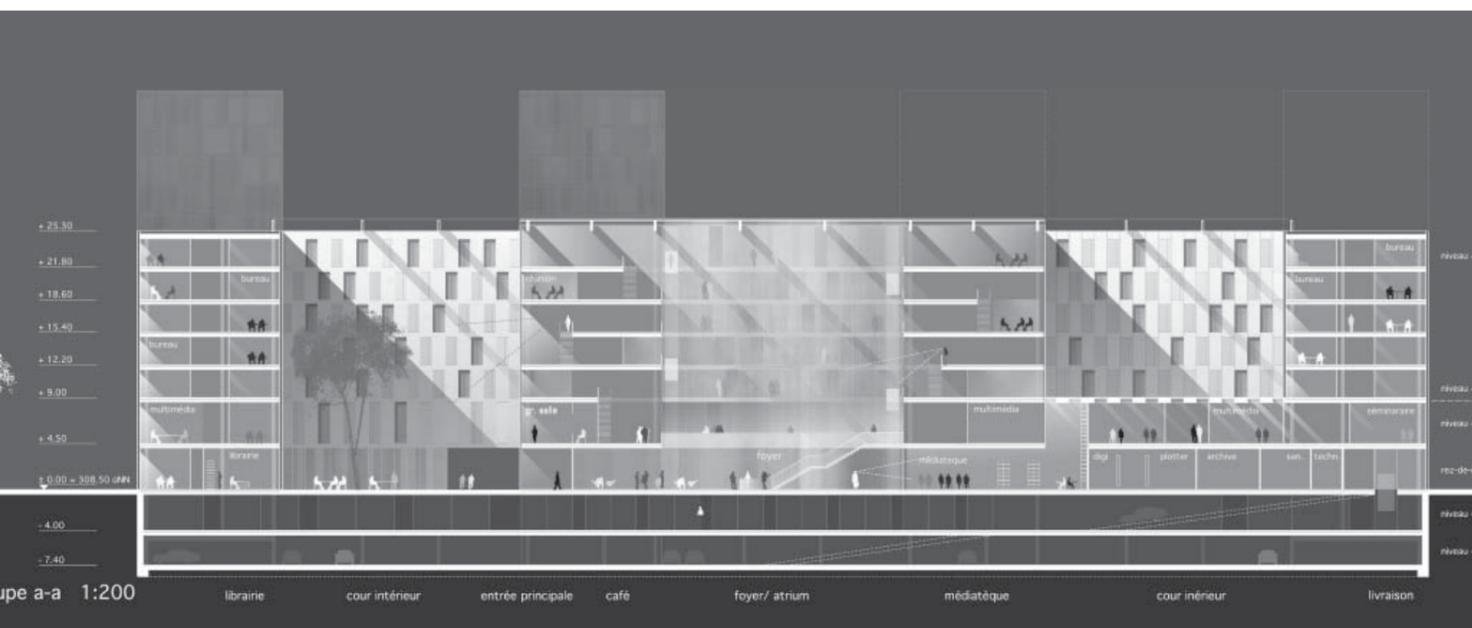 + 25.30
bureau
+ 21.80
niveau
bureau
réunion
bureau
+ 18.60
+ 15.40
bureau
+ 12.20
niveau
+ 9.00
multimédia
gr. salle
multimédia
multimédia
séminaraire
niveau
+ 4.50
librairie
foyer
médiatèque
digi
plotter
archive
san.
techn.
rez-de-
± 0.00 = 308.50 üNN
niveau
- 4.00
niveau
- 7.40
upe a-a 1:200
librairie
cour intérieur
entrée principale
café
foyer/ atrium
médiatèque
cour inérieur
livraison